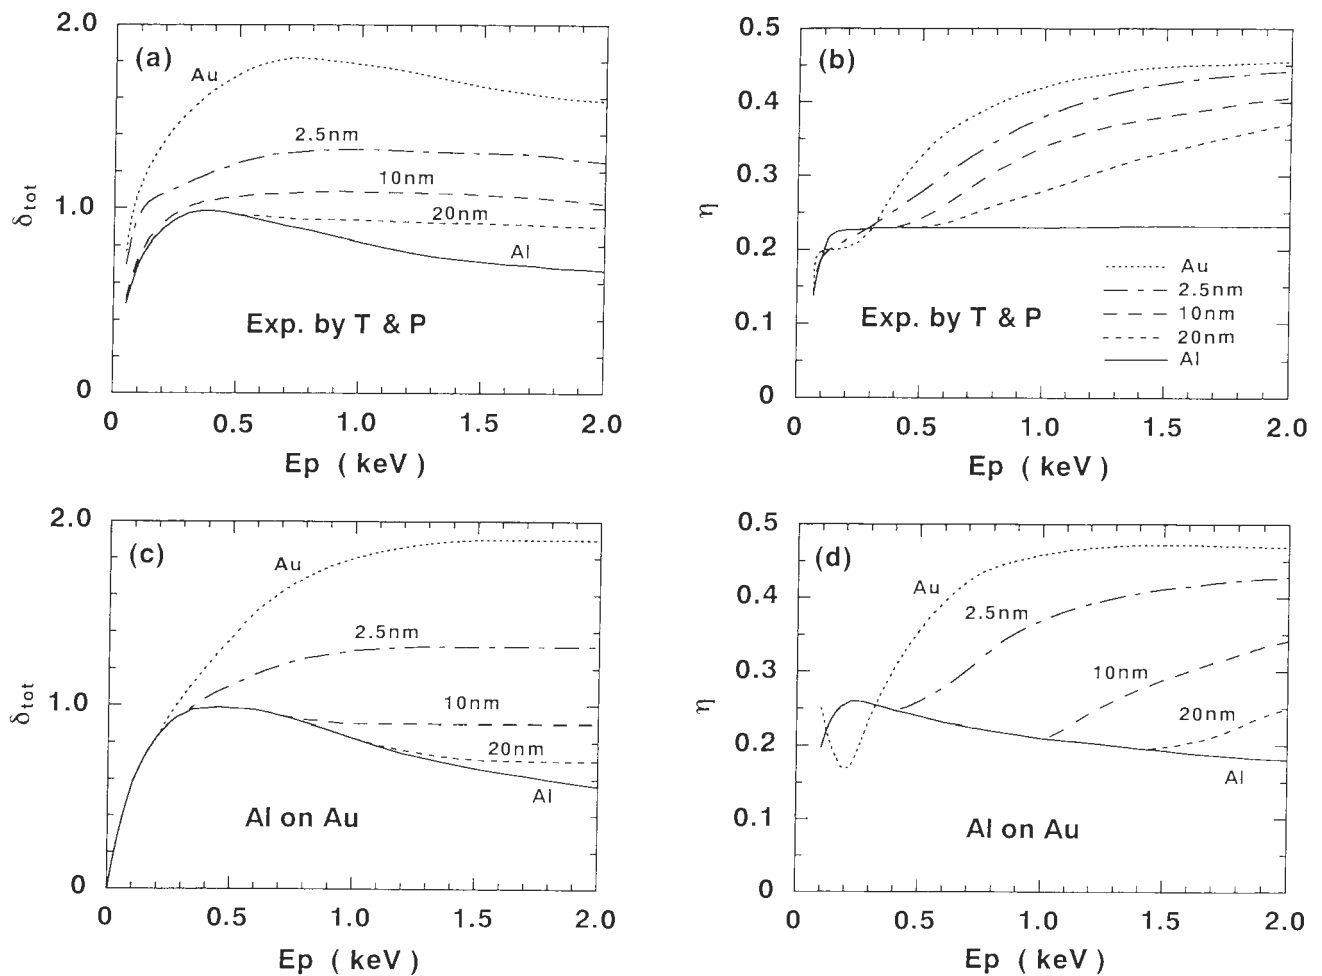 2.0
(a)
Au
2.5nm
10nm
20nm
Al
1.0
δtot
Exp. by T & P
0
0 0.5 1.0 1.5 2.0
Ep ( keV )
0.5
(b)
0.4
0.3
η
0.2
0.1
0
Au
2.5nm
10nm
20nm
Al
Exp. by T & P
0 0.5 1.0 1.5 2.0
Ep ( keV )
2.0
(c)
Au
2.5nm
10nm
20nm
Al
1.0
δtot
Al on Au
0
0 0.5 1.0 1.5 2.0
Ep ( keV )
0.5
(d)
Au
2.5nm
10nm
20nm
Al
0.4
0.3
η
0.2
0.1
0
Al on Au
0 0.5 1.0 1.5 2.0
Ep ( keV )